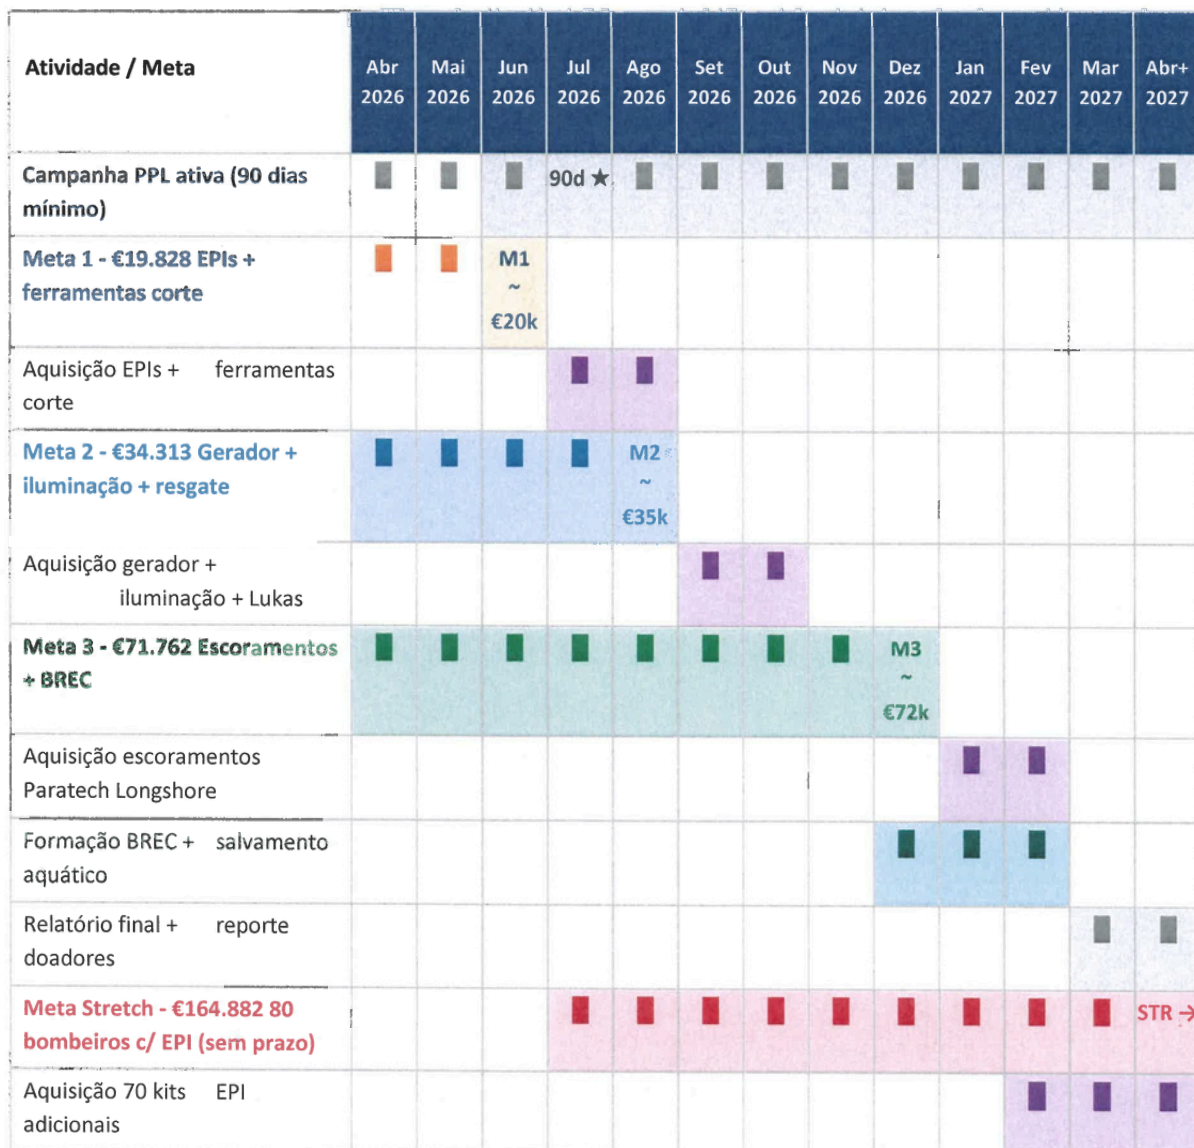 Atividade / Meta
Abr Mai Jun Jul Ago Set Out Nov Dez Jan Fev Mar Abr+
2026 2026 2026 2026 2026 2026 2026 2026 2026 2027 2027 2027 2027
Campanha PPL ativa (90 dias
mínimo)
90d ★
Meta 1 - €19.828 EPIs +
ferramentas corte
M1
~
€20k
Aquisição EPIs + ferramentas
corte
Meta 2 - €34.313 Gerador +
iluminação + resgate
M2
~
€35k
Aquisição gerador +
iluminação + Lukas
Meta 3 - €71.762 Escoramentos
+ BREC
M3
~
€72k
Aquisição escoramentos
Paratech Longshore
Formação BREC + salvamento
aquático
Relatório final + reporte
doadores
Meta Stretch - €164.882 80
bombeiros c/ EPI (sem prazo)
STR →
Aquisição 70 kits EPI
adicionais